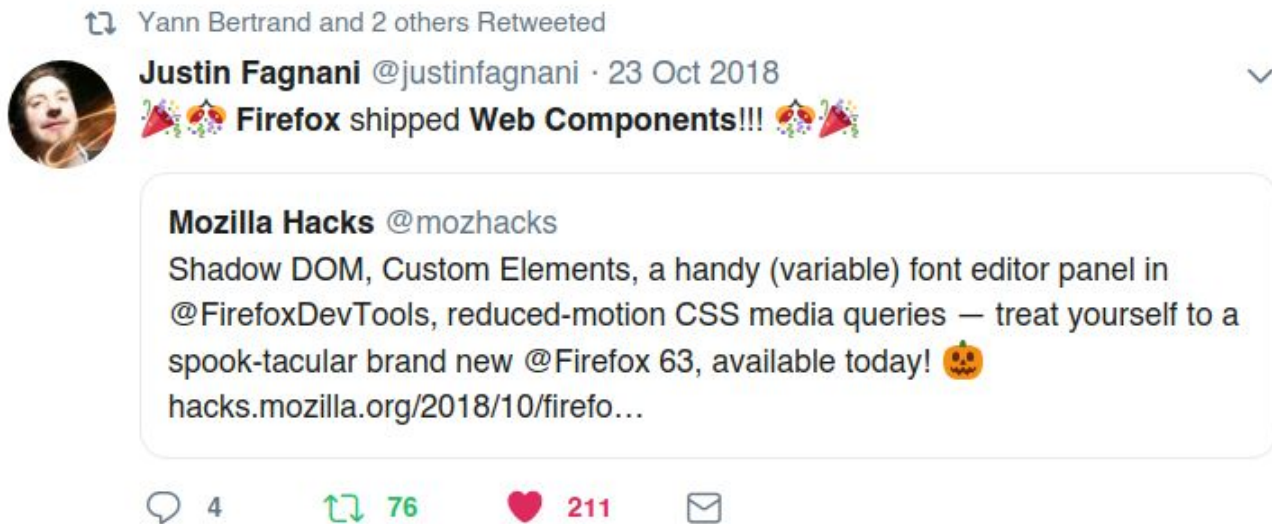 Yann Bertrand and 2 others Retweeted
Justin Fagnani @justinfagnani · 23 Oct 2018
🎉🎊 Firefox shipped Web Components!!! 🎊🎉
Mozilla Hacks @mozhacks
Shadow DOM, Custom Elements, a handy (variable) font editor panel in
@FirefoxDevTools, reduced-motion CSS media queries — treat yourself to a
spook-tacular brand new @Firefox 63, available today! 🎃
hacks.mozilla.org/2018/10/firefo…
4 76 211